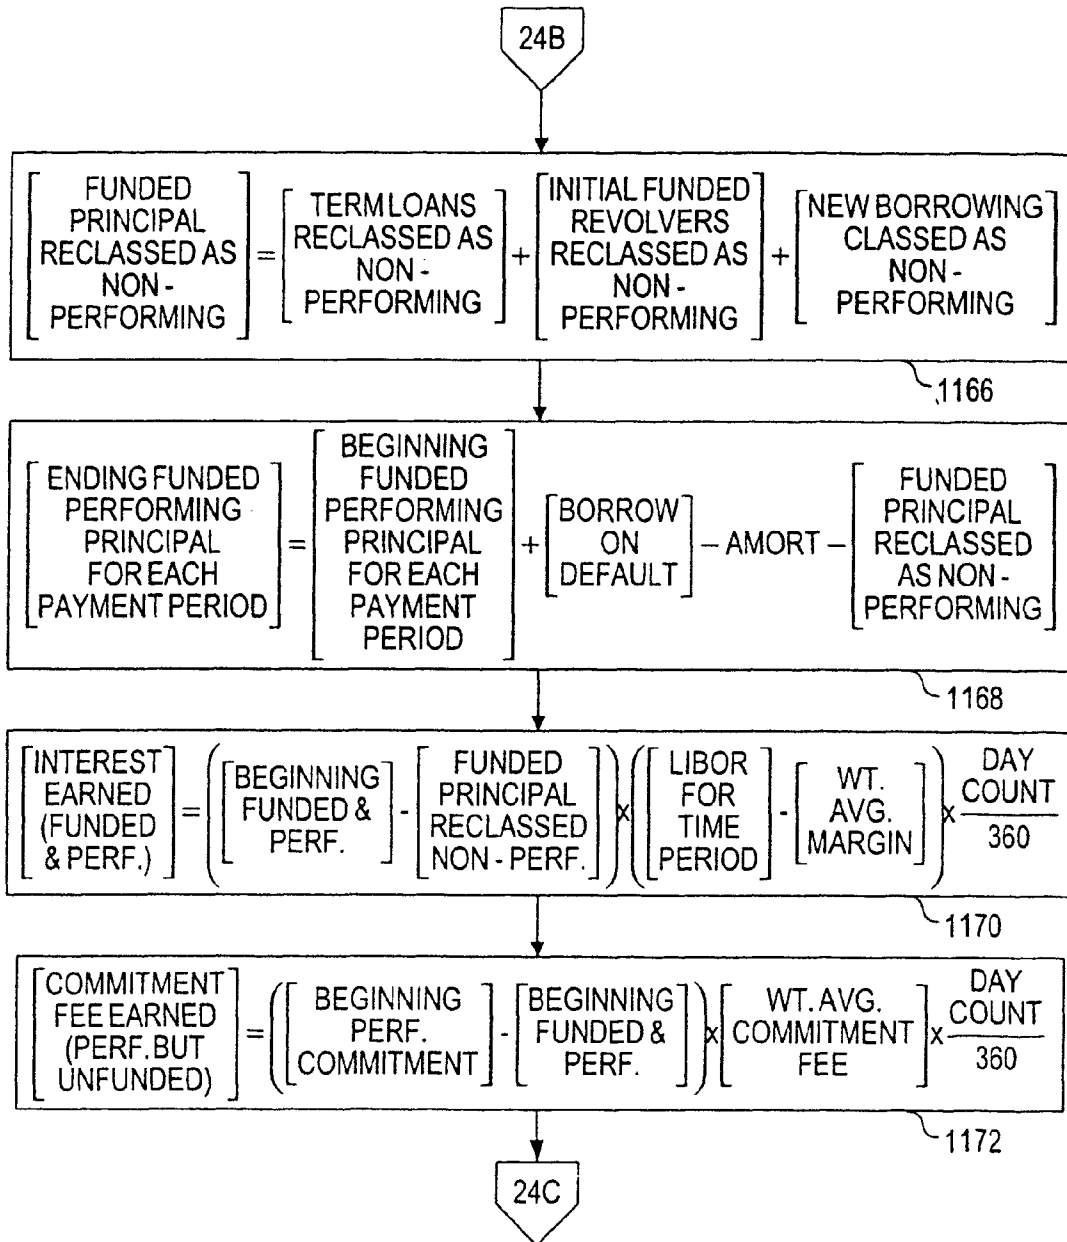 24B
FUNDED
PRINCIPAL
RECLASSED AS
NON-
PERFORMING
=
TERM LOANS
RECLASSED AS
NON-
PERFORMING
+
INITIAL FUNDED
REVOLVERS
RECLASSED AS
NON-
PERFORMING
+
NEW BORROWING
CLASSED AS
NON-
PERFORMING
1166
ENDING FUNDED
PERFORMING
PRINCIPAL
FOR EACH
PAYMENT PERIOD
=
BEGINNING
FUNDED
PERFORMING
PRINCIPAL
FOR EACH
PAYMENT
PERIOD
+
BORROW
ON
DEFAULT
- AMORT -
FUNDED
PRINCIPAL
RECLASSED
AS NON-
PERFORMING
1168
INTEREST
EARNED
(FUNDED
& PERF.)
=
BEGINNING
FUNDED &
PERF.
-
FUNDED
PRINCIPAL
RECLASSED
NON-PERF.
x
LIBOR
FOR
TIME
PERIOD
-
WT.
AVG.
MARGIN
x
DAY
COUNT
360
1170
COMMITMENT
FEE EARNED
(PERF. BUT
UNFUNDED)
=
BEGINNING
PERF.
COMMITMENT
-
BEGINNING
FUNDED &
PERF.
x
WT. AVG.
COMMITMENT
FEE
x
DAY
COUNT
360
1172
24C